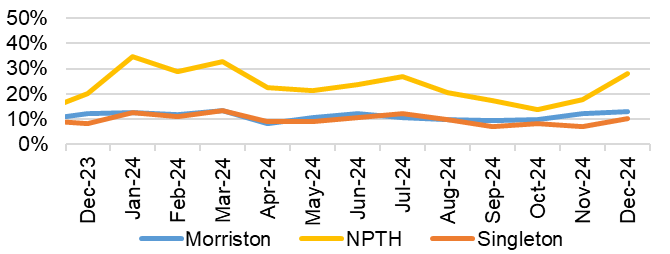 50%
40%
30%
20%
10%
0%
Dec-23
Jan-24
Feb-24
Mar-24
Apr-24
May-24
Jun-24
Jul-24
Aug-24
Sep-24
Oct-24
Nov-24
Dec-24
Morriston NPTH Singleton